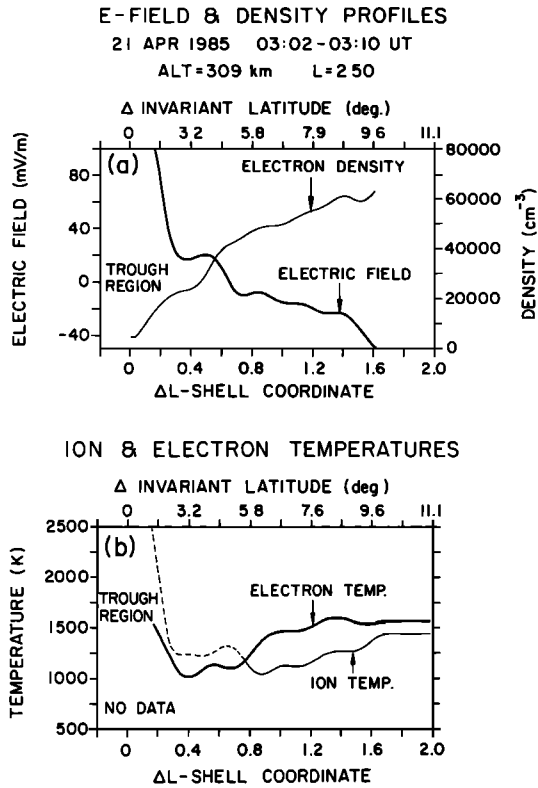 E-FIELD & DENSITY PROFILES
21 APR 1985 03:02-03:10 UT
ALT=309 km L=2.50
Δ INVARIANT LATITUDE (deg.)
0 3.2 5.8 7.9 9.6 11.1
(a)
ELECTRIC FIELD (mV/m)
80
40
0
-40
ELECTRON DENSITY
TROUGH
REGION
ELECTRIC FIELD
80000
60000
40000
20000
0
DENSITY (cm⁻³)
0 0.4 0.8 1.2 1.6 2.0
ΔL-SHELL COORDINATE
ION & ELECTRON TEMPERATURES
Δ INVARIANT LATITUDE (deg)
0 3.2 5.8 7.6 9.6 11.1
(b)
TEMPERATURE (K)
2500
2000
1500
1000
500
ELECTRON TEMP.
TROUGH
REGION
ION TEMP.
NO DATA
0 0.4 0.8 1.2 1.6 2.0
ΔL-SHELL COORDINATE